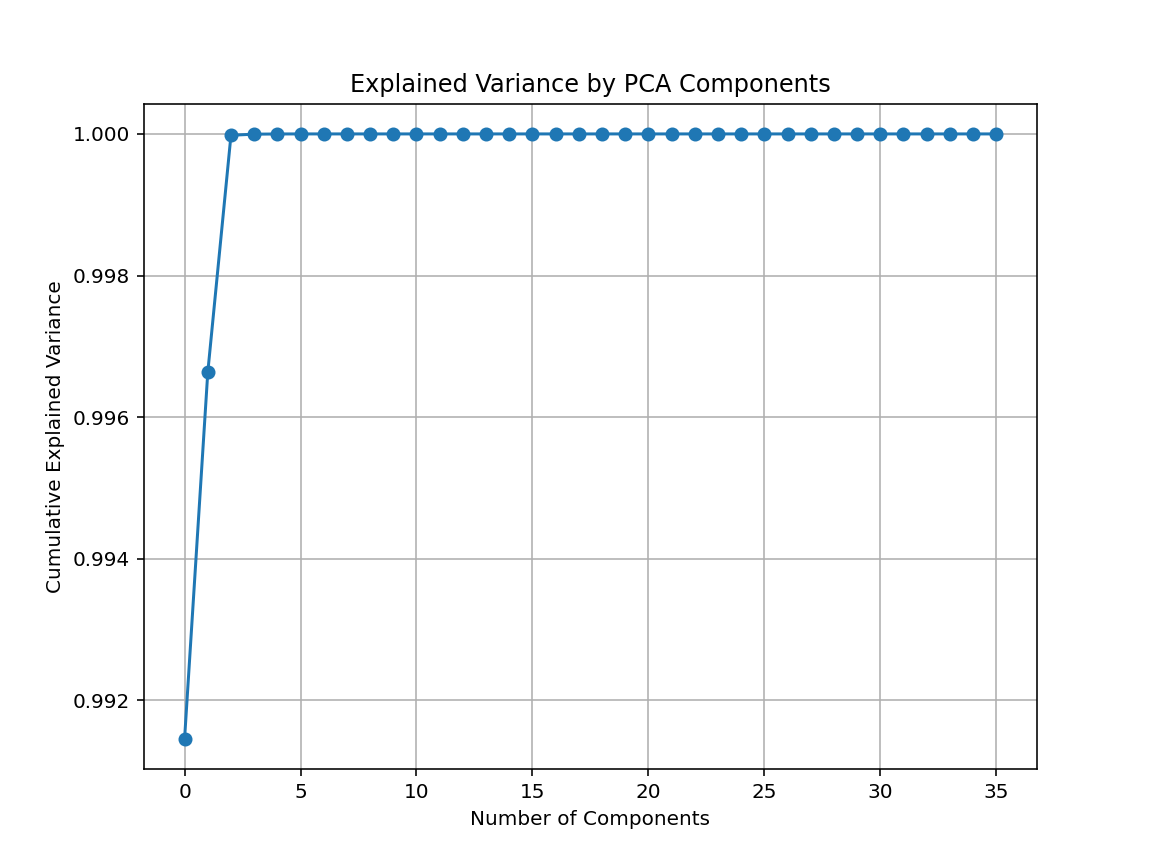 Explained Variance by PCA Components
1.000
0.998
0.996
0.994
0.992
Cumulative Explained Variance
0 5 10 15 20 25 30 35
Number of Components